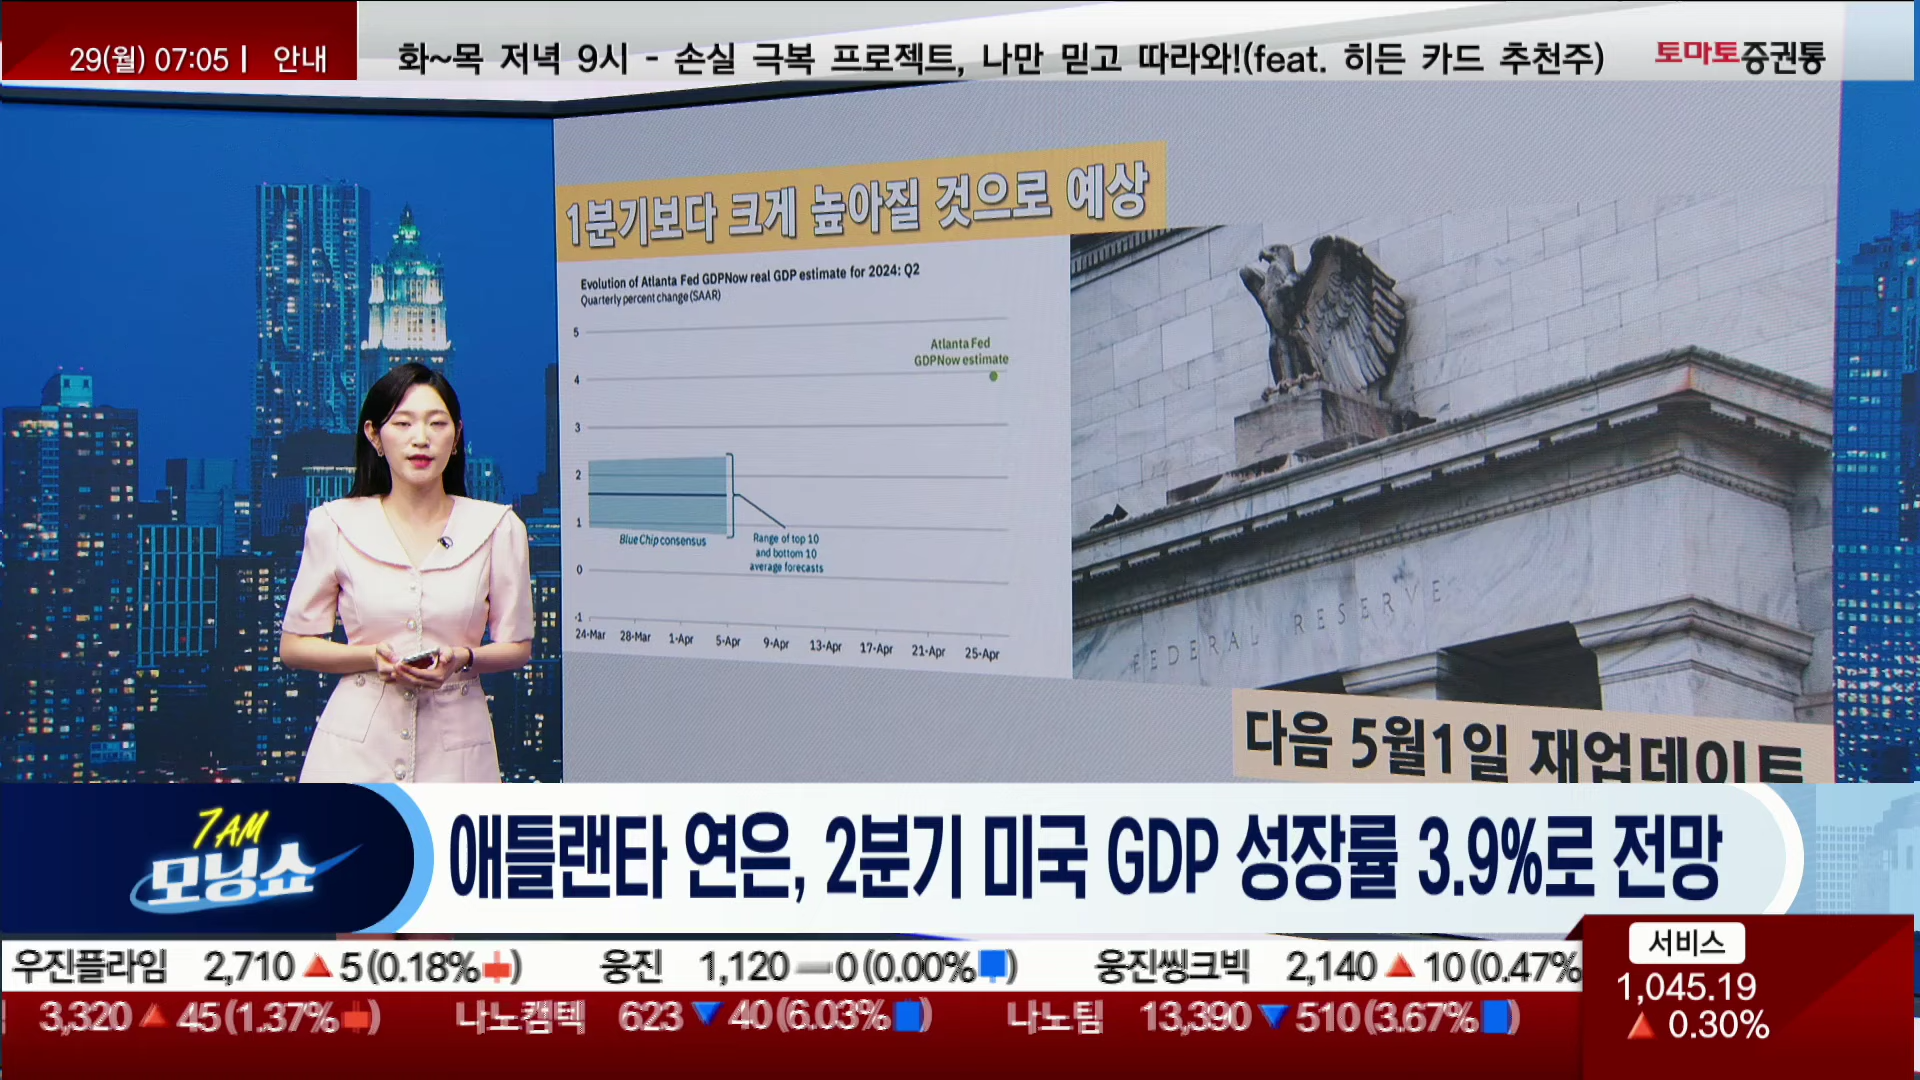 29(월) 07:05 | 안내
화~목 저녁 9시 - 손실 극복 프로젝트, 나만 믿고 따라와!(feat. 히든 카드 추천주)
토마토증권통
1분기보다 크게 높아질 것으로 예상
Evolution of Atlanta Fed GDPNow real GDP estimate for 2024: Q2
Quarterly percent change (SAAR)
5
Atlanta Fed
GDPNow estimate
4
3
2
1
Blue Chip consensus
Range of top 10
and bottom 10
average forecasts
0
-1
24-Mar 28-Mar 1-Apr 5-Apr 9-Apr 13-Apr 17-Apr 21-Apr 25-Apr
FEDERAL RESERVE
다음 5월1일 재업데이트
7AM
모닝쇼
애틀랜타 연은, 2분기 미국 GDP 성장률 3.9%로 전망
우진플라임 2,710 ▲ 5(0.18%) 웅진 1,120 0(0.00%) 웅진씽크빅 2,140 ▲ 10(0.47%
3,320 ▲ 45(1.37%) 나노캠텍 623 ▼ 40(6.03%) 나노팀 13,390 ▼ 510(3.67%)
서비스
1,045.19
▲ 0.30%